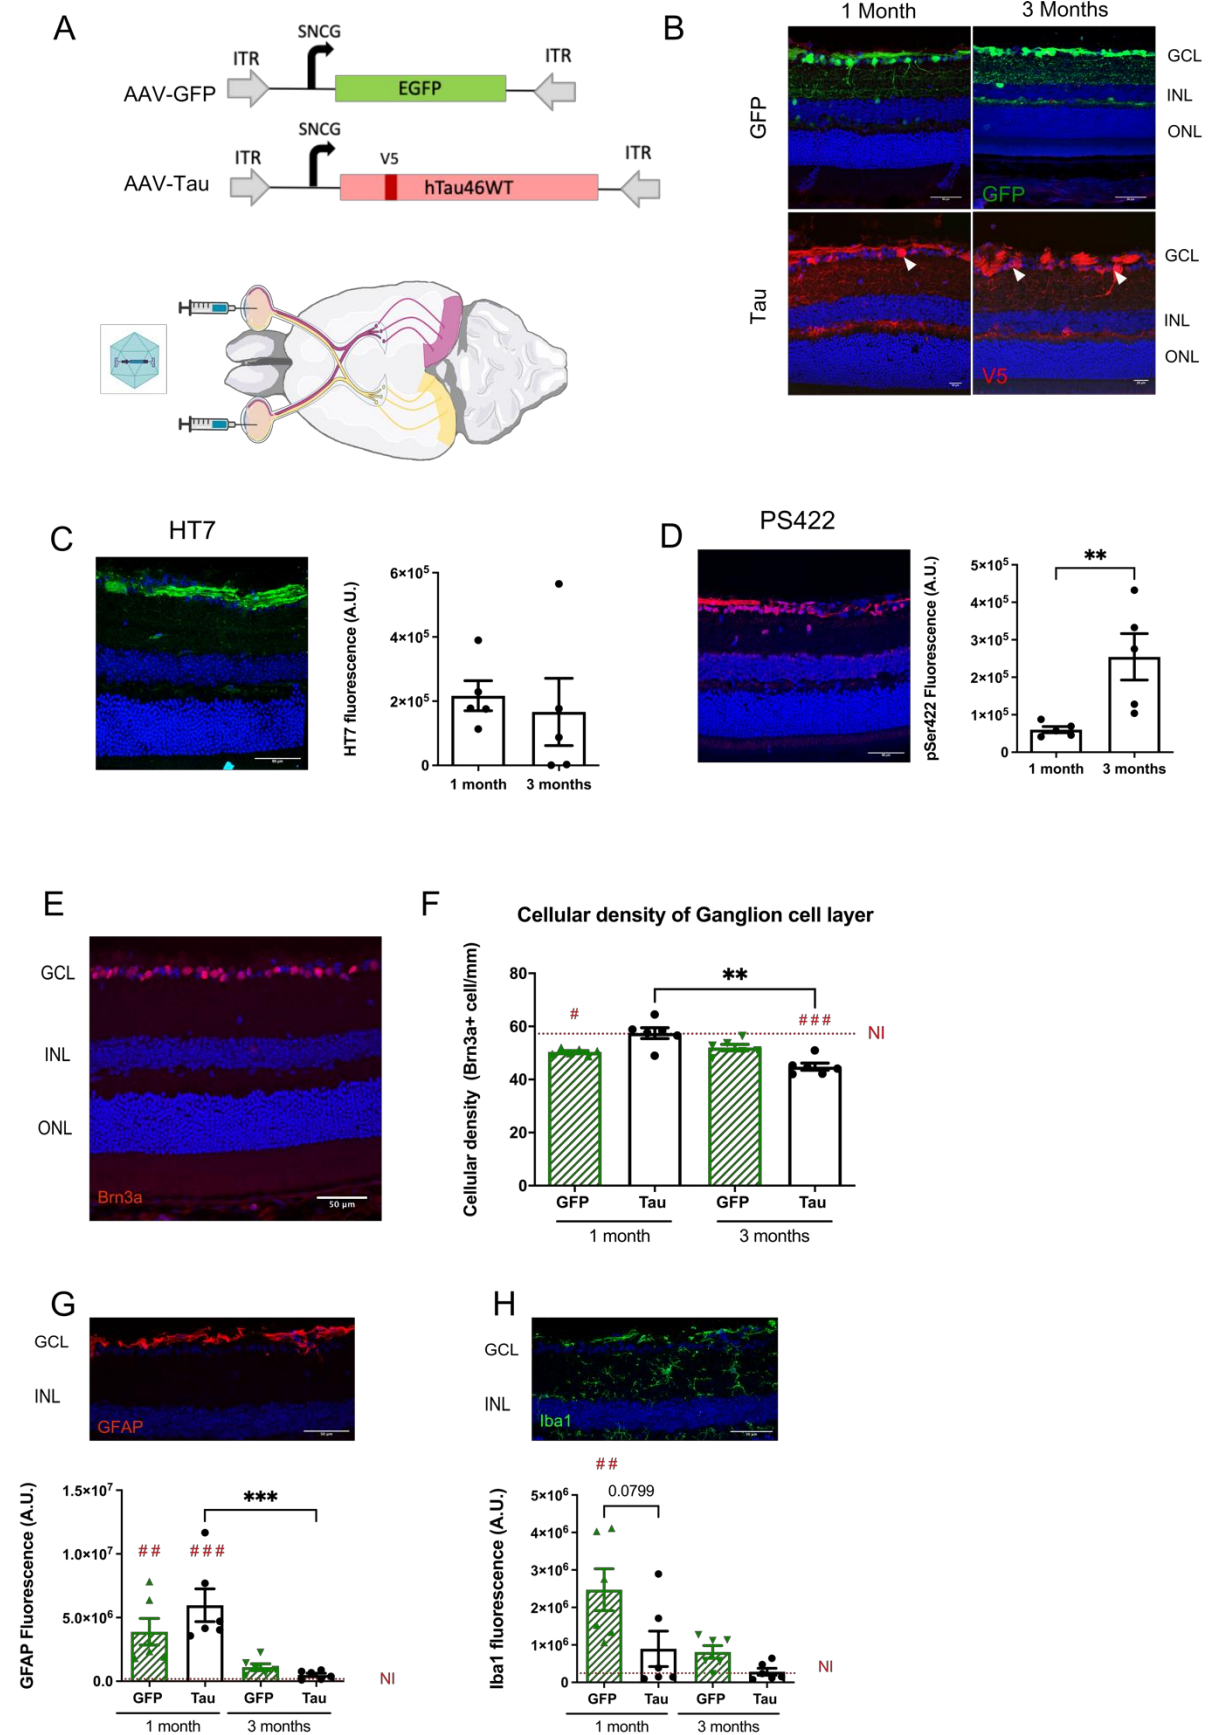 A
SNCG
ITR
ITR
AAV-GFP
EGFP
SNCG
ITR
V5
ITR
AAV-Tau
hTau46WT
B
1 Month
3 Months
GFP
GCL
INL
ONL
GFP
Tau
GCL
INL
ONL
V5
C
HT7
HT7 fluorescence (A.U.)
6×10⁵
4×10⁵
2×10⁵
0
1 month
3 months
D
PS422
pSer422 Fluorescence (A.U.)
**
5×10⁵
4×10⁵
3×10⁵
2×10⁵
1×10⁵
0
1 month
3 months
E
GCL
INL
ONL
Brn3a
50 µm
F
Cellular density of Ganglion cell layer
Cellular density (Brn3a+ cell/mm)
80
60
40
20
0
**
#
###
NI
GFP
Tau
GFP
Tau
1 month
3 months
G
GCL
INL
GFAP
GFAP Fluorescence (A.U.)
1.5×10⁷
1.0×10⁷
5.0×10⁶
0.0
***
##
###
NI
GFP
Tau
GFP
Tau
1 month
3 months
H
GCL
INL
Iba1
##
0.0799
Iba1 fluorescence (A.U.)
5×10⁶
4×10⁶
3×10⁶
2×10⁶
1×10⁶
0
NI
GFP
Tau
GFP
Tau
1 month
3 months